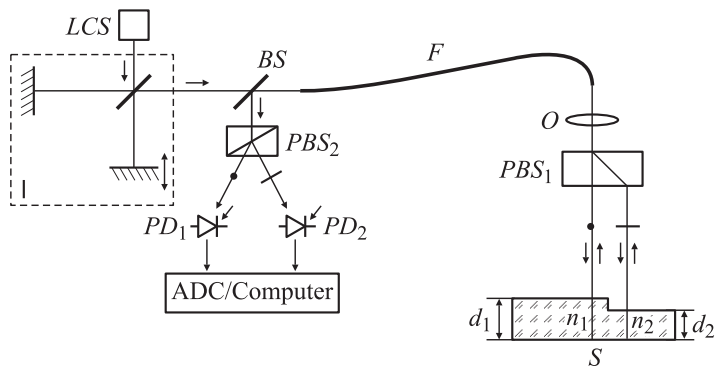 LCS
BS
F
O
PBS₂
PBS₁
I
PD₁
PD₂
ADC/Computer
d₁
n₁
n₂
d₂
S